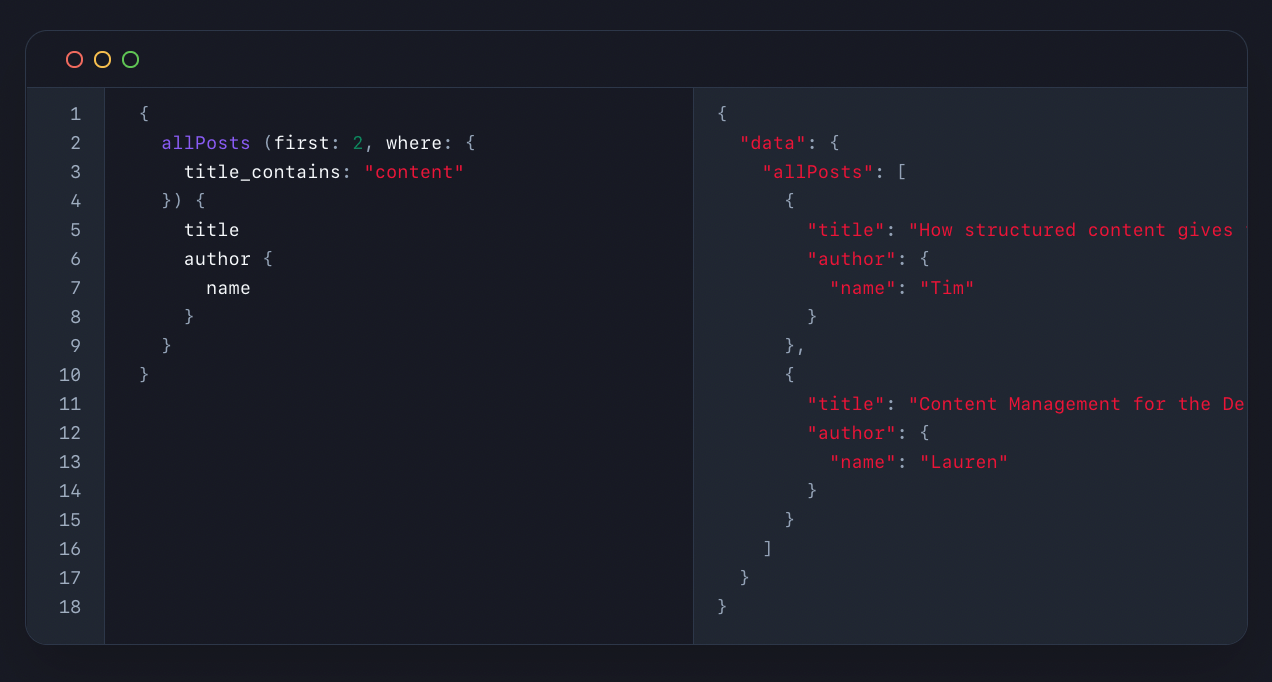 1
2
3
4
5
6
7
8
9
10
11
12
13
14
15
16
17
18
{
  allPosts (first: 2, where: {
    title_contains: "content"
  }) {
    title
    author {
      name
    }
  }
}
{
  "data": {
    "allPosts": [
      {
        "title": "How structured content gives
        "author": {
          "name": "Tim"
        }
      },
      {
        "title": "Content Management for the De
        "author": {
          "name": "Lauren"
        }
      }
    ]
  }
}